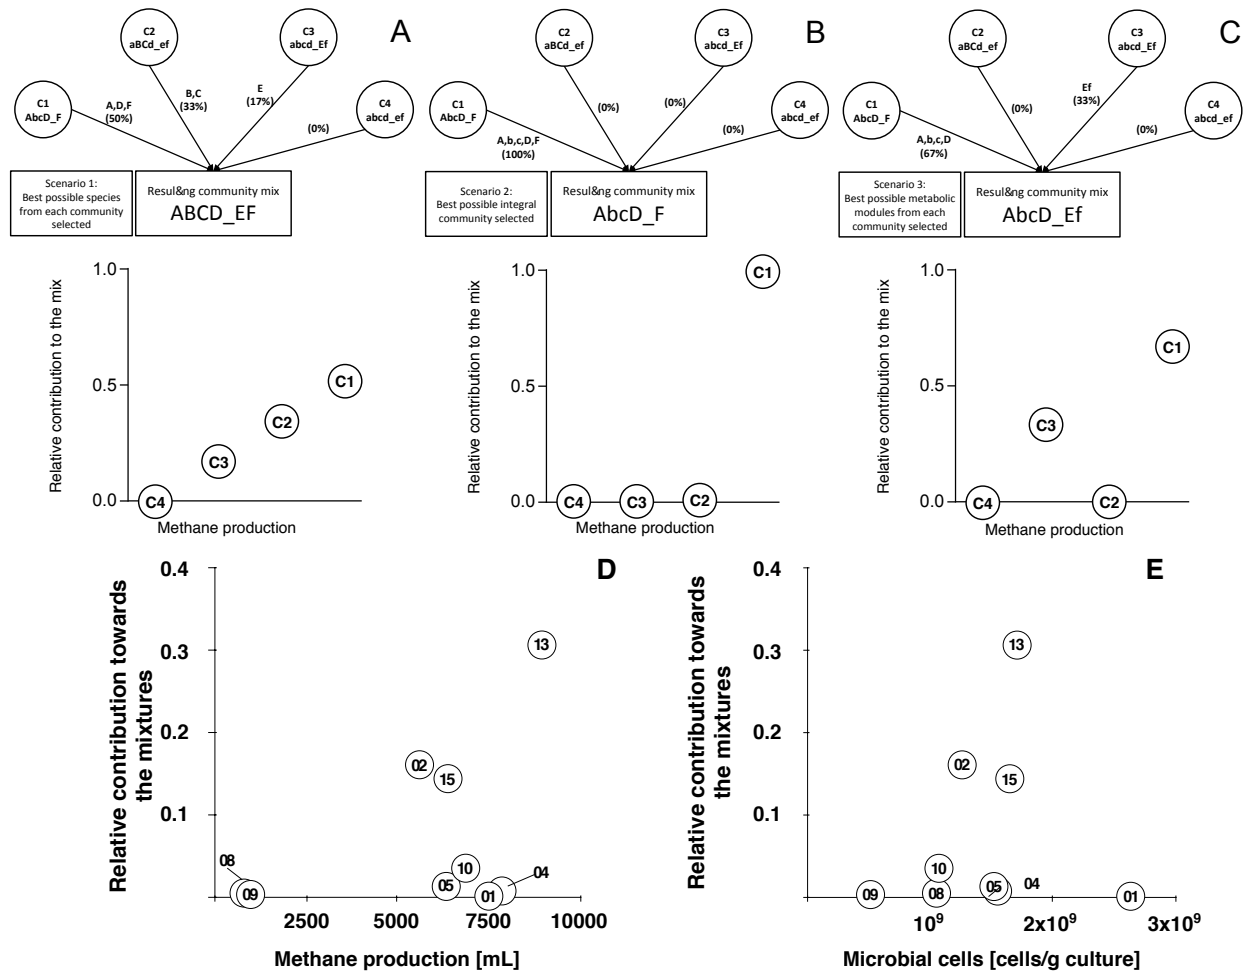 A
C2
aBCd_ef
C3
abcd_Ef
C1
AbcD_F
C4
abcd_ef
A,D,F
(50%)
B,C
(33%)
E
(17%)
(0%)
Scenario 1:
Best possible species
from each community
selected
Resul&ng community mix
ABCD_EF
B
C2
aBCd_ef
C3
abcd_Ef
C1
AbcD_F
C4
abcd_ef
A,b,c,D,F
(100%)
(0%)
(0%)
(0%)
Scenario 2:
Best possible integral
community selected
Resul&ng community mix
AbcD_F
C
C2
aBCd_ef
C3
abcd_Ef
C1
AbcD_F
C4
abcd_ef
A,b,c,D
(67%)
(0%)
Ef
(33%)
(0%)
Scenario 3:
Best possible metabolic
modules from each
community selected
Resul&ng community mix
AbcD_Ef
Relative contribution to the mix
1.0
0.5
0.0
C1
C2
C3
C4
Methane production
Relative contribution to the mix
1.0
0.5
0.0
C1
C4
C3
C2
Methane production
Relative contribution to the mix
1.0
0.5
0.0
C1
C3
C4
C2
Methane production
D
Relative contribution towards
the mixtures
0.4
0.3
0.2
0.1
13
02
15
10
05
04
01
08
09
2500
5000
7500
10000
Methane production [mL]
E
Relative contribution towards
the mixtures
0.4
0.3
0.2
0.1
13
02
15
10
09
08
05
04
01
10⁹
2x10⁹
3x10⁹
Microbial cells [cells/g culture]